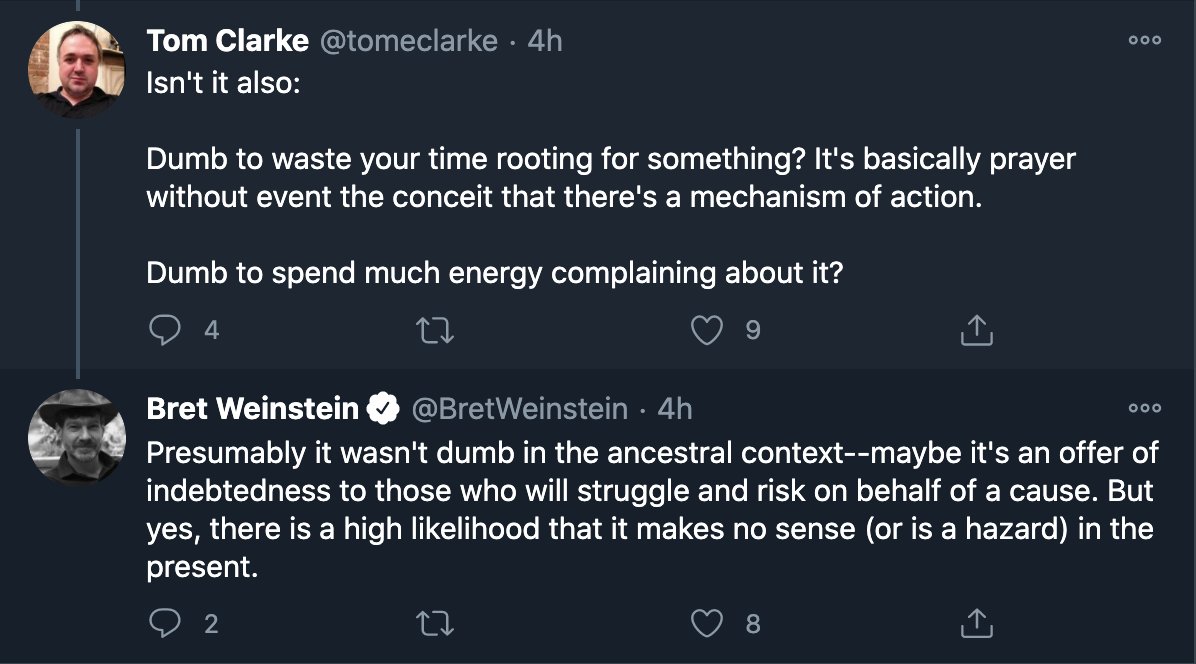 Tom Clarke @tomeclarke · 4h
Isn't it also:
Dumb to waste your time rooting for something? It's basically prayer
without event the conceit that there's a mechanism of action.
Dumb to spend much energy complaining about it?
4 9
Bret Weinstein @BretWeinstein · 4h
Presumably it wasn't dumb in the ancestral context--maybe it's an offer of
indebtedness to those who will struggle and risk on behalf of a cause. But
yes, there is a high likelihood that it makes no sense (or is a hazard) in the
present.
2 8